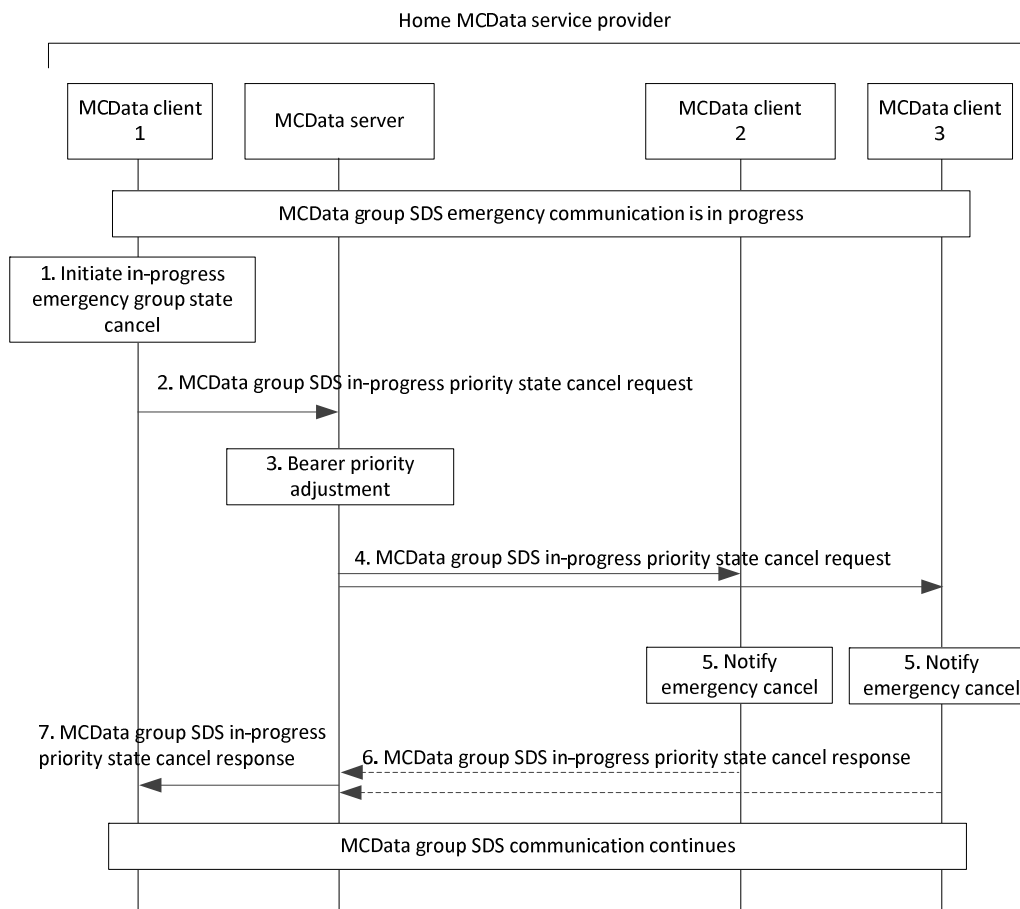 Home MCData service provider
MCData client
1
MCData server
MCData client
2
MCData client
3
MCData group SDS emergency communication is in progress
1. Initiate in-progress
emergency group state
cancel
2. MCData group SDS in-progress priority state cancel request
3. Bearer priority
adjustment
4. MCData group SDS in-progress priority state cancel request
5. Notify
emergency cancel
5. Notify
emergency cancel
7. MCData group SDS in-progress
priority state cancel response
6. MCData group SDS in-progress priority state cancel response
MCData group SDS communication continues